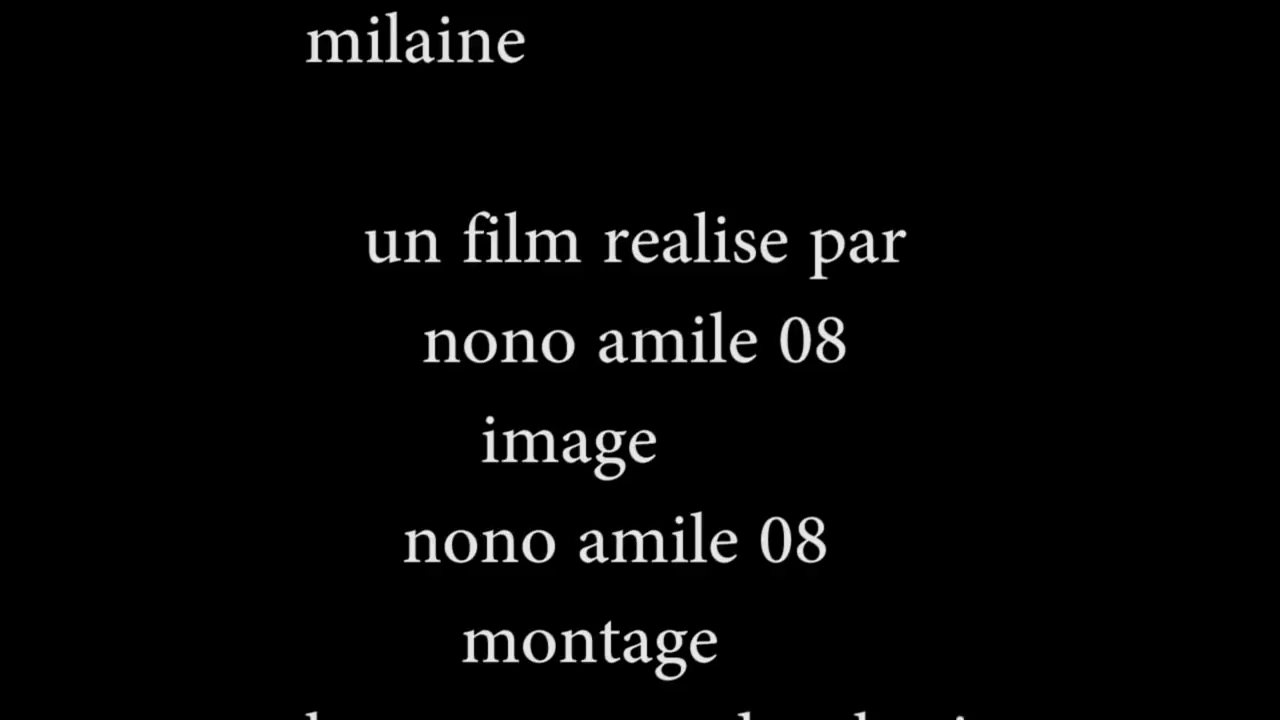 milaine
un film realise par
nono amile 08
image
nono amile 08
montage